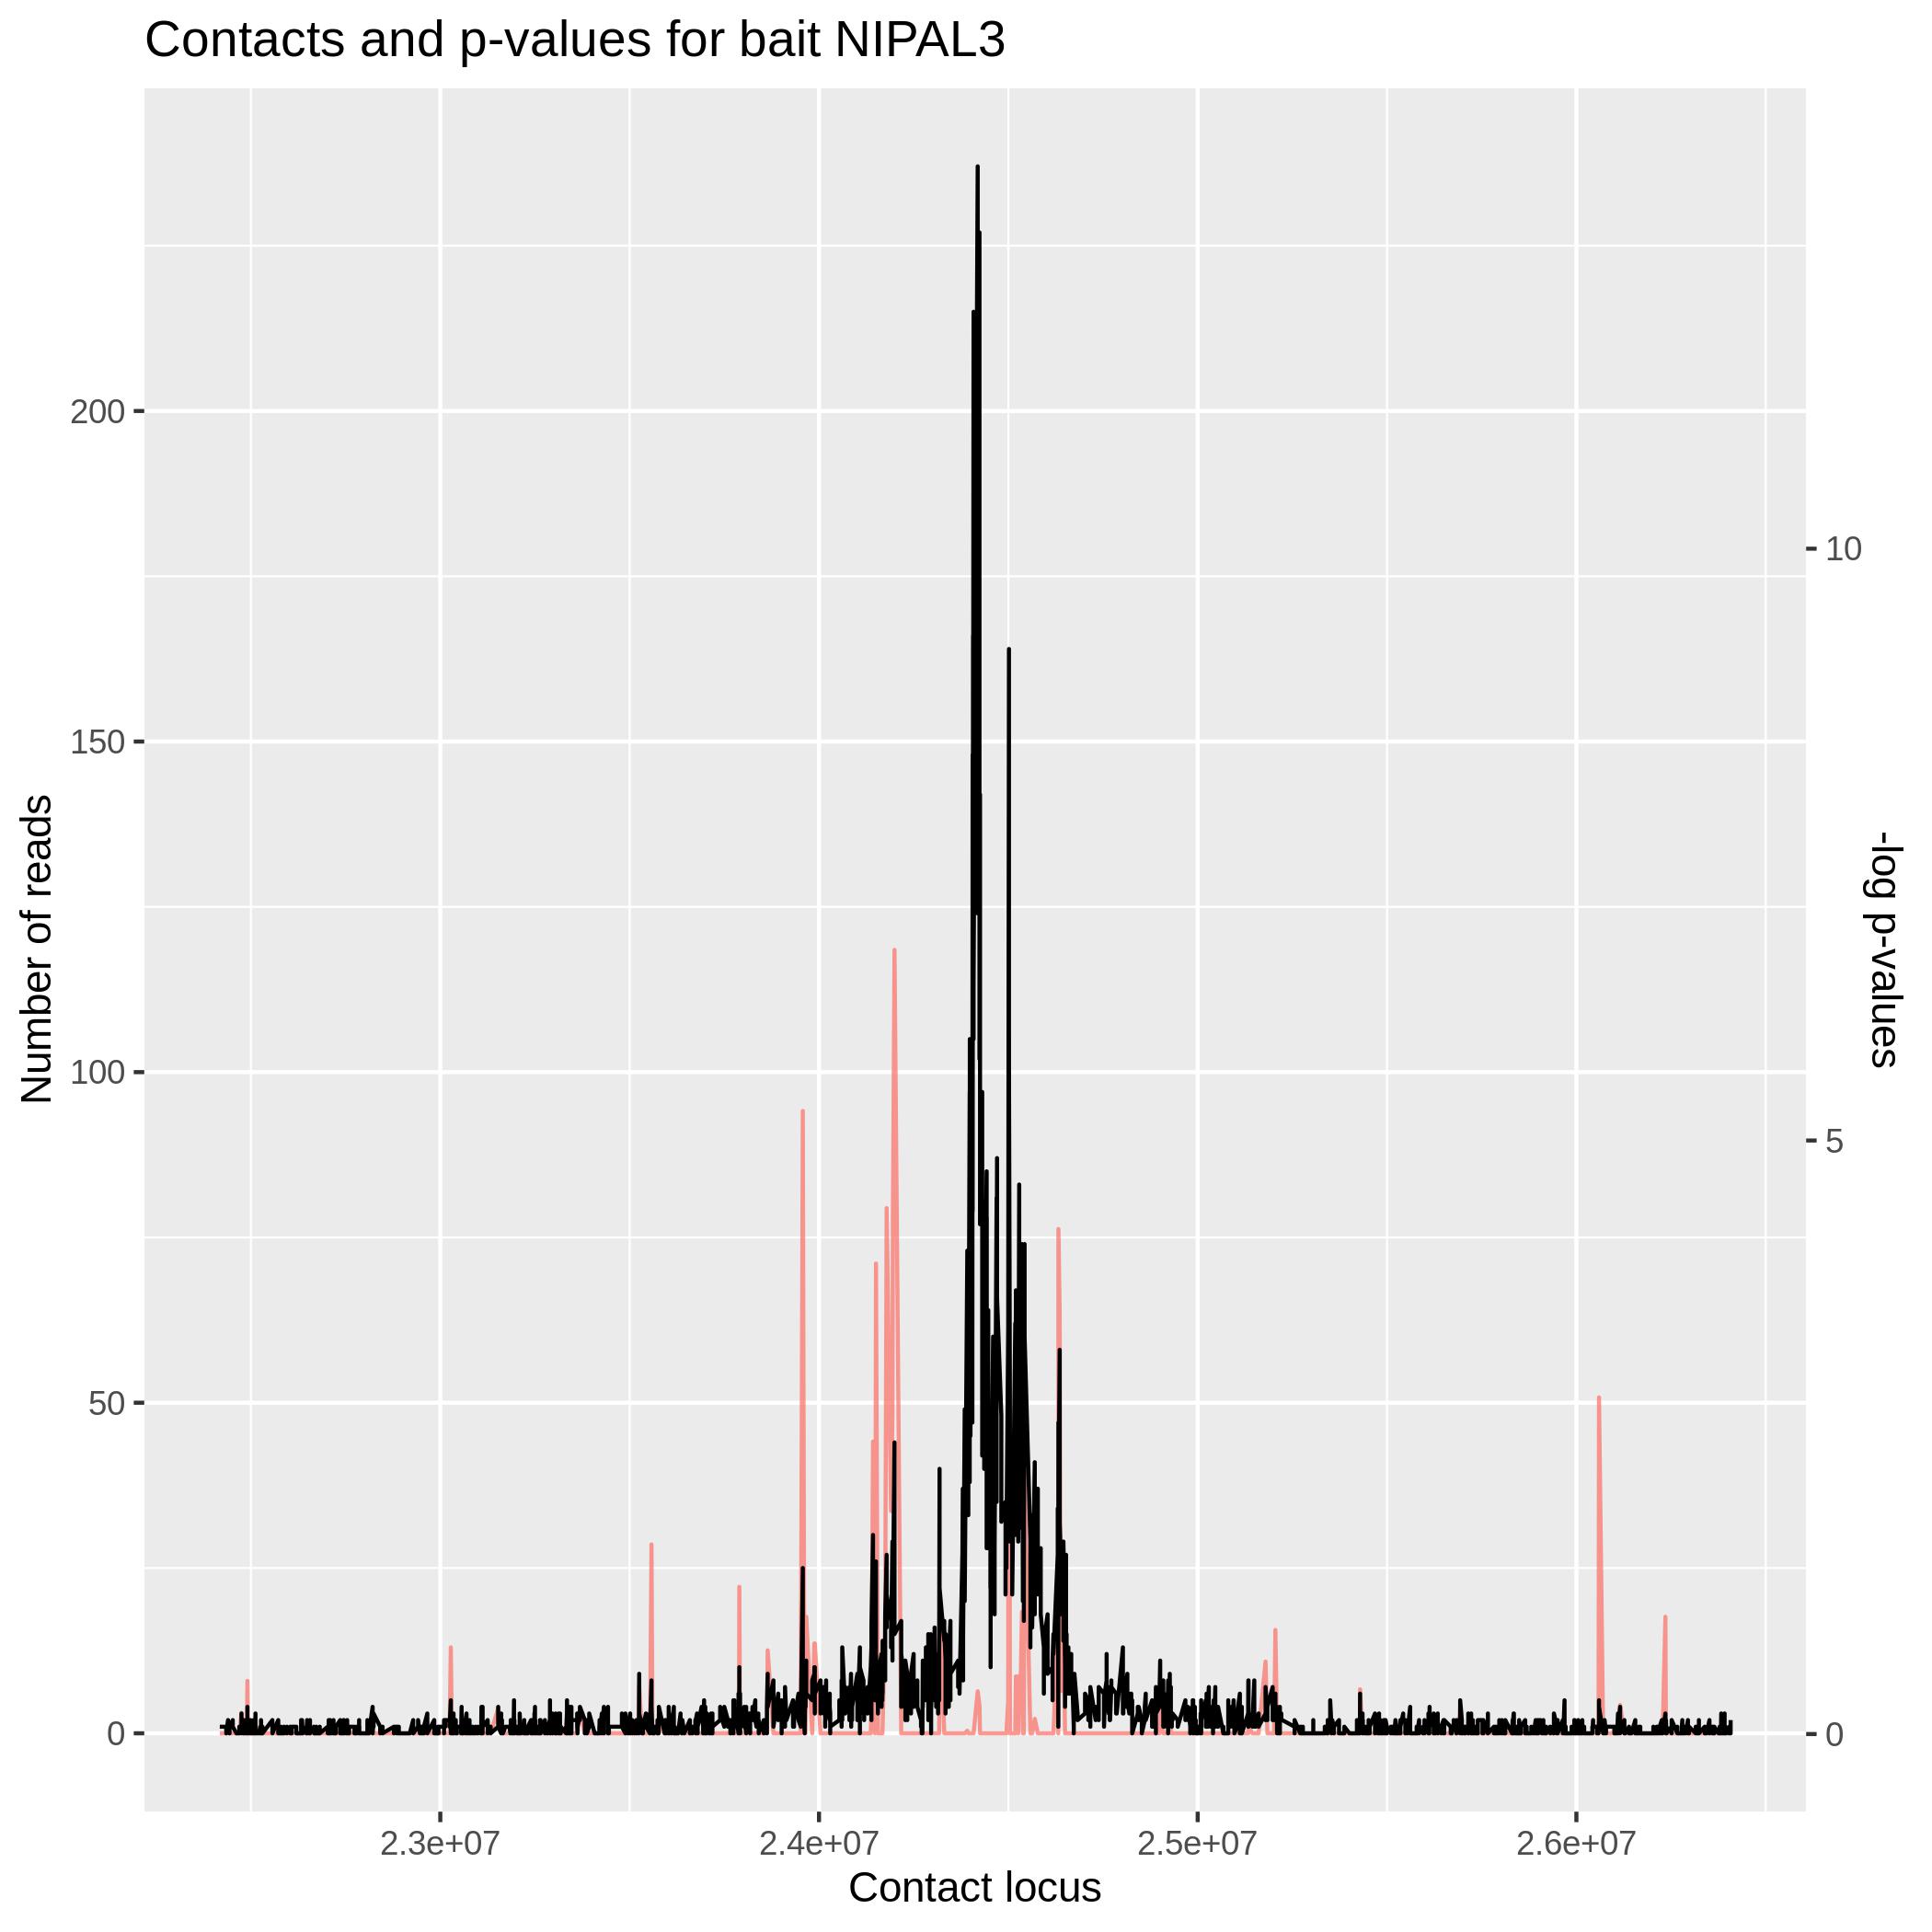 Contacts and p-values for bait NIPAL3
Number of reads
200
150
100
50
0
10
5
0
-log p-values
2.3e+07
2.4e+07
2.5e+07
2.6e+07
Contact locus